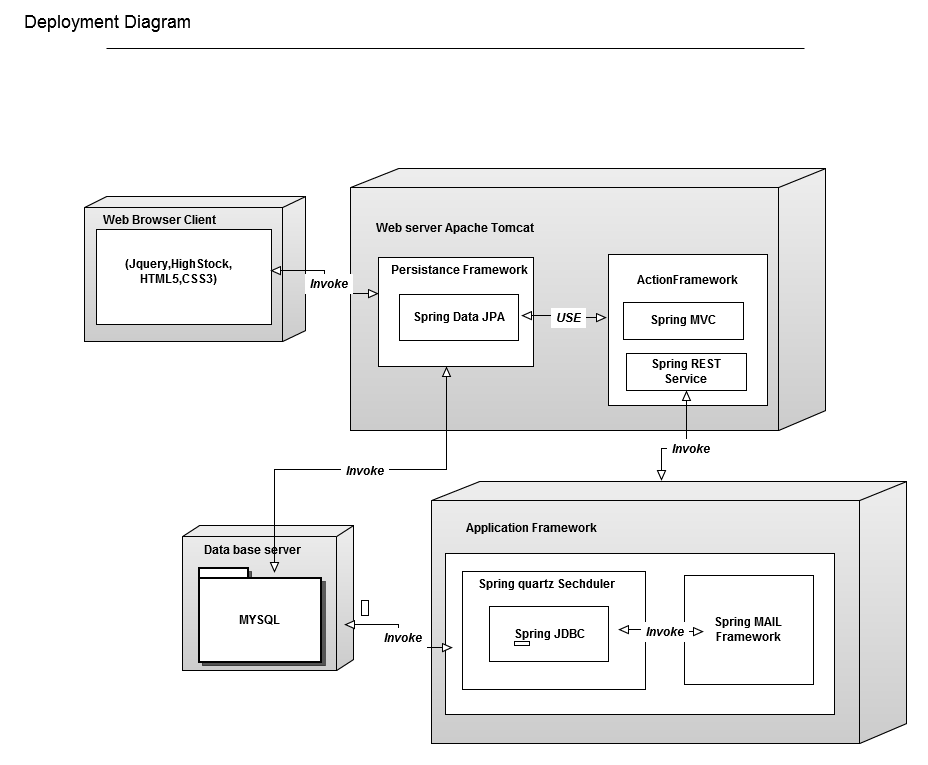 Deployment Diagram
Web Browser Client
(Jquery,HighStock,
HTML5,CSS3)
Invoke
Web server Apache Tomcat
Persistance Framework
Spring Data JPA
USE
ActionFramework
Spring MVC
Spring REST
Service
Invoke
Invoke
Data base server
MYSQL
Invoke
Application Framework
Spring quartz Sechduler
Spring JDBC
Invoke
Spring MAIL
Framework